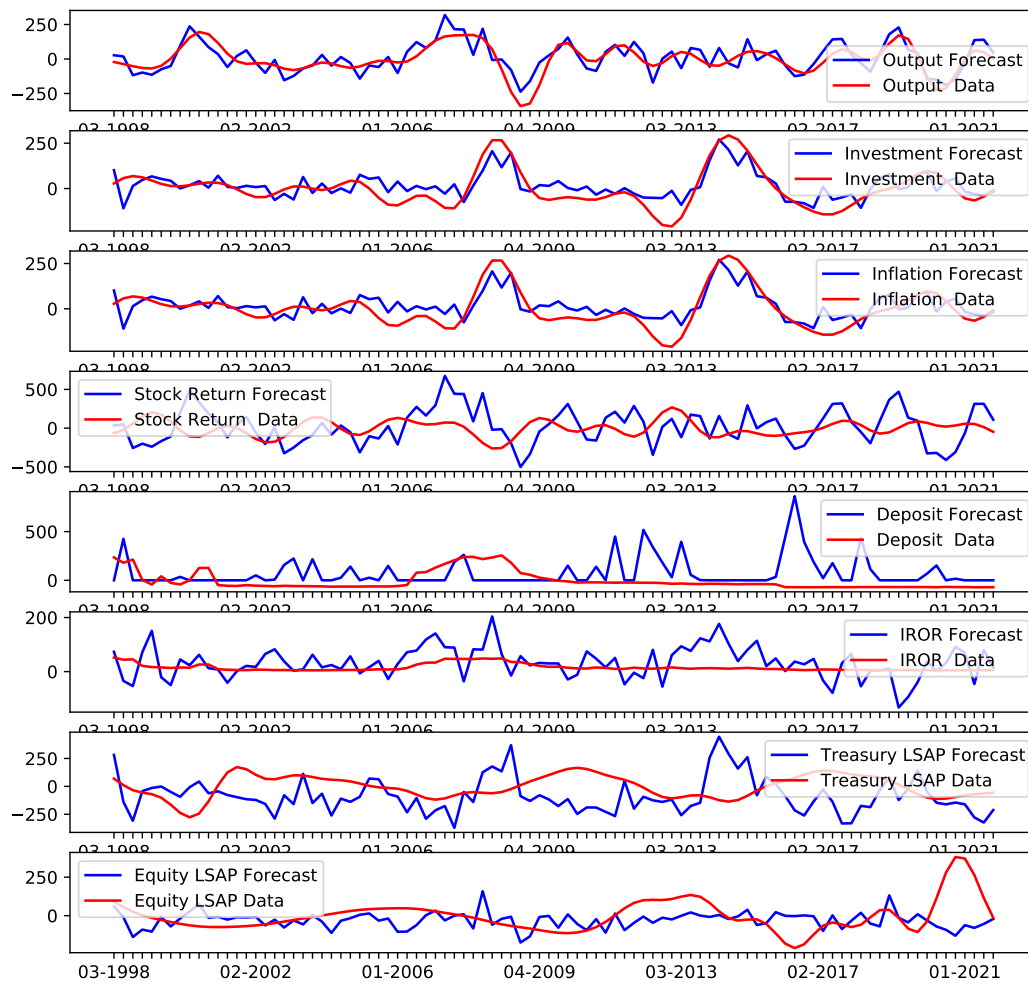 250
0
−250
Output Forecast
Output  Data
03-1998 02-2002 01-2006 04-2009 03-2013 02-2017 01-2021
250
0
Investment Forecast
Investment  Data
03-1998 02-2002 01-2006 04-2009 03-2013 02-2017 01-2021
250
0
Inflation Forecast
Inflation  Data
03-1998 02-2002 01-2006 04-2009 03-2013 02-2017 01-2021
500
0
−500
Stock Return Forecast
Stock Return  Data
03-1998 02-2002 01-2006 04-2009 03-2013 02-2017 01-2021
500
0
Deposit Forecast
Deposit  Data
03-1998 02-2002 01-2006 04-2009 03-2013 02-2017 01-2021
200
0
IROR Forecast
IROR  Data
03-1998 02-2002 01-2006 04-2009 03-2013 02-2017 01-2021
250
0
−250
Treasury LSAP Forecast
Treasury LSAP Data
03-1998 02-2002 01-2006 04-2009 03-2013 02-2017 01-2021
250
0
Equity LSAP Forecast
Equity LSAP Data
03-1998 02-2002 01-2006 04-2009 03-2013 02-2017 01-2021